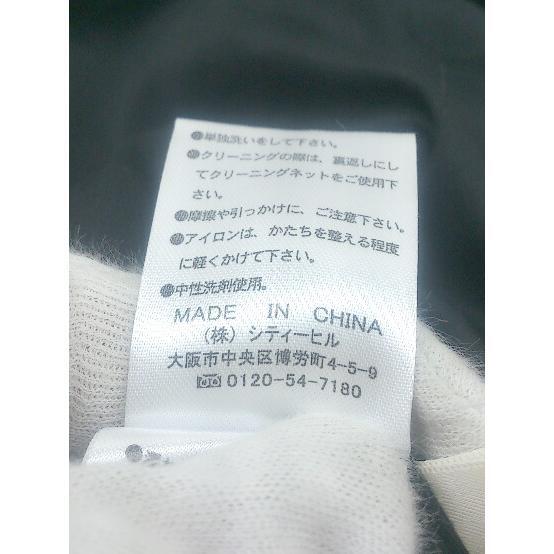 ●単独洗いをして下さい。
●クリーニングの際は、裏返しにし
てクリーニングネットをご使用下
さい。
●摩擦や引っかけに、ご注意下さい。
●アイロンは、かたちを整える程度
に軽くかけて下さい。
●中性洗剤使用。
MADE IN CHINA
(株) シティーヒル
大阪市中央区博労町4-5-9
☎0120-54-7180